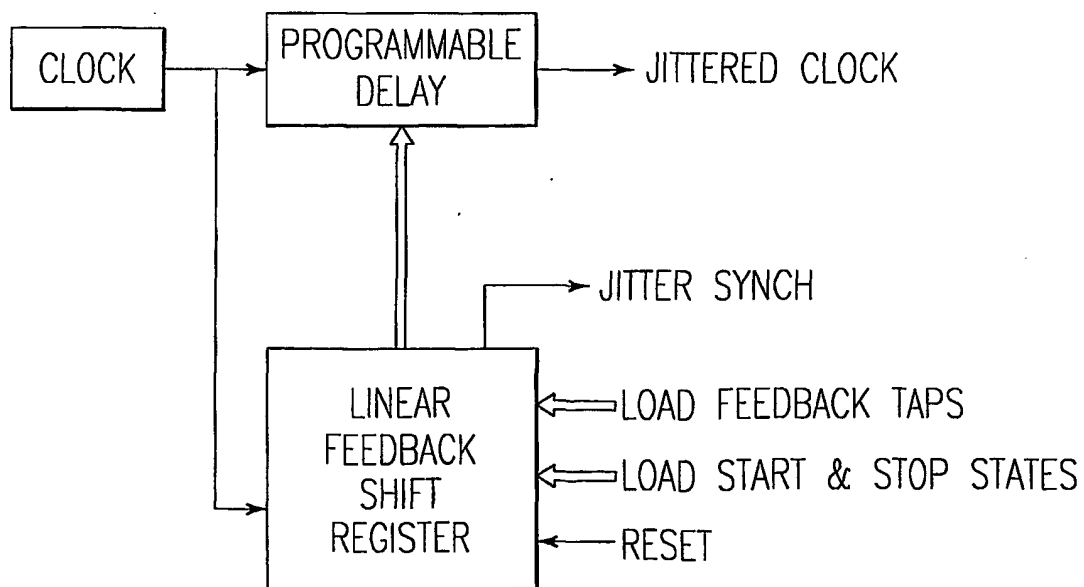 CLOCK
PROGRAMMABLE
DELAY
JITTERED CLOCK
JITTER SYNCH
LINEAR
FEEDBACK
SHIFT
REGISTER
LOAD FEEDBACK TAPS
LOAD START & STOP STATES
RESET